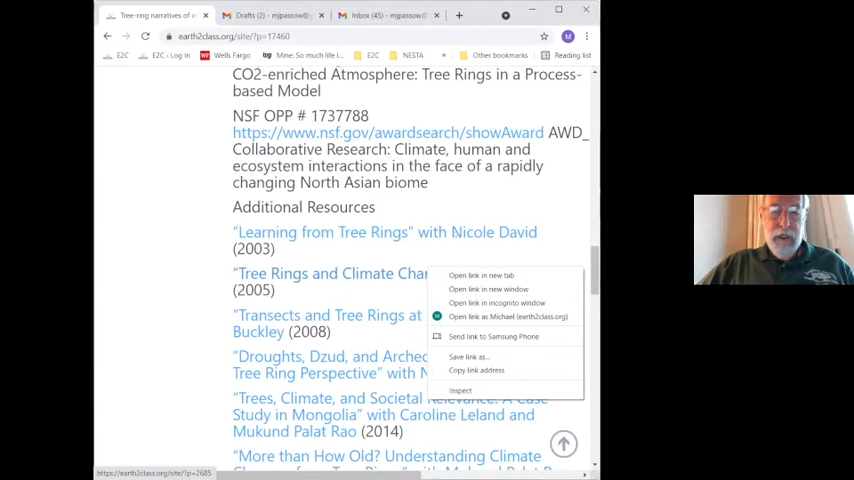 Tree-ring narratives of e
Drafts (2) - mjpassow@g
Inbox (45) - mjpassow@
earth2class.org/site/?p=17460
M
E2C
E2C › Log In
Wells Fargo
Mine: So much life i...
E2C
NESTA
Other bookmarks
Reading list
CO2-enriched Atmosphere: Tree Rings in a Process-
based Model
NSF OPP # 1737788
https://www.nsf.gov/awardsearch/showAward AWD_
Collaborative Research: Climate, human and
ecosystem interactions in the face of a rapidly
changing North Asian biome
Additional Resources
“Learning from Tree Rings” with Nicole David
(2003)
“Tree Rings and Climate Chan
(2005)
“Transects and Tree Rings at
Buckley (2008)
“Droughts, Dzud, and Archeo
Tree Ring Perspective” with N
“Trees, Climate, and Societal Relevance: A Case
Study in Mongolia” with Caroline Leland and
Mukund Palat Rao (2014)
“More than How Old? Understanding Climate
Open link in new tab
Open link in new window
Open link in incognito window
M Open link as Michael (earth2class.org)
Send link to Samsung Phone
Save link as...
Copy link address
Inspect
https://earth2class.org/site/?p=2685